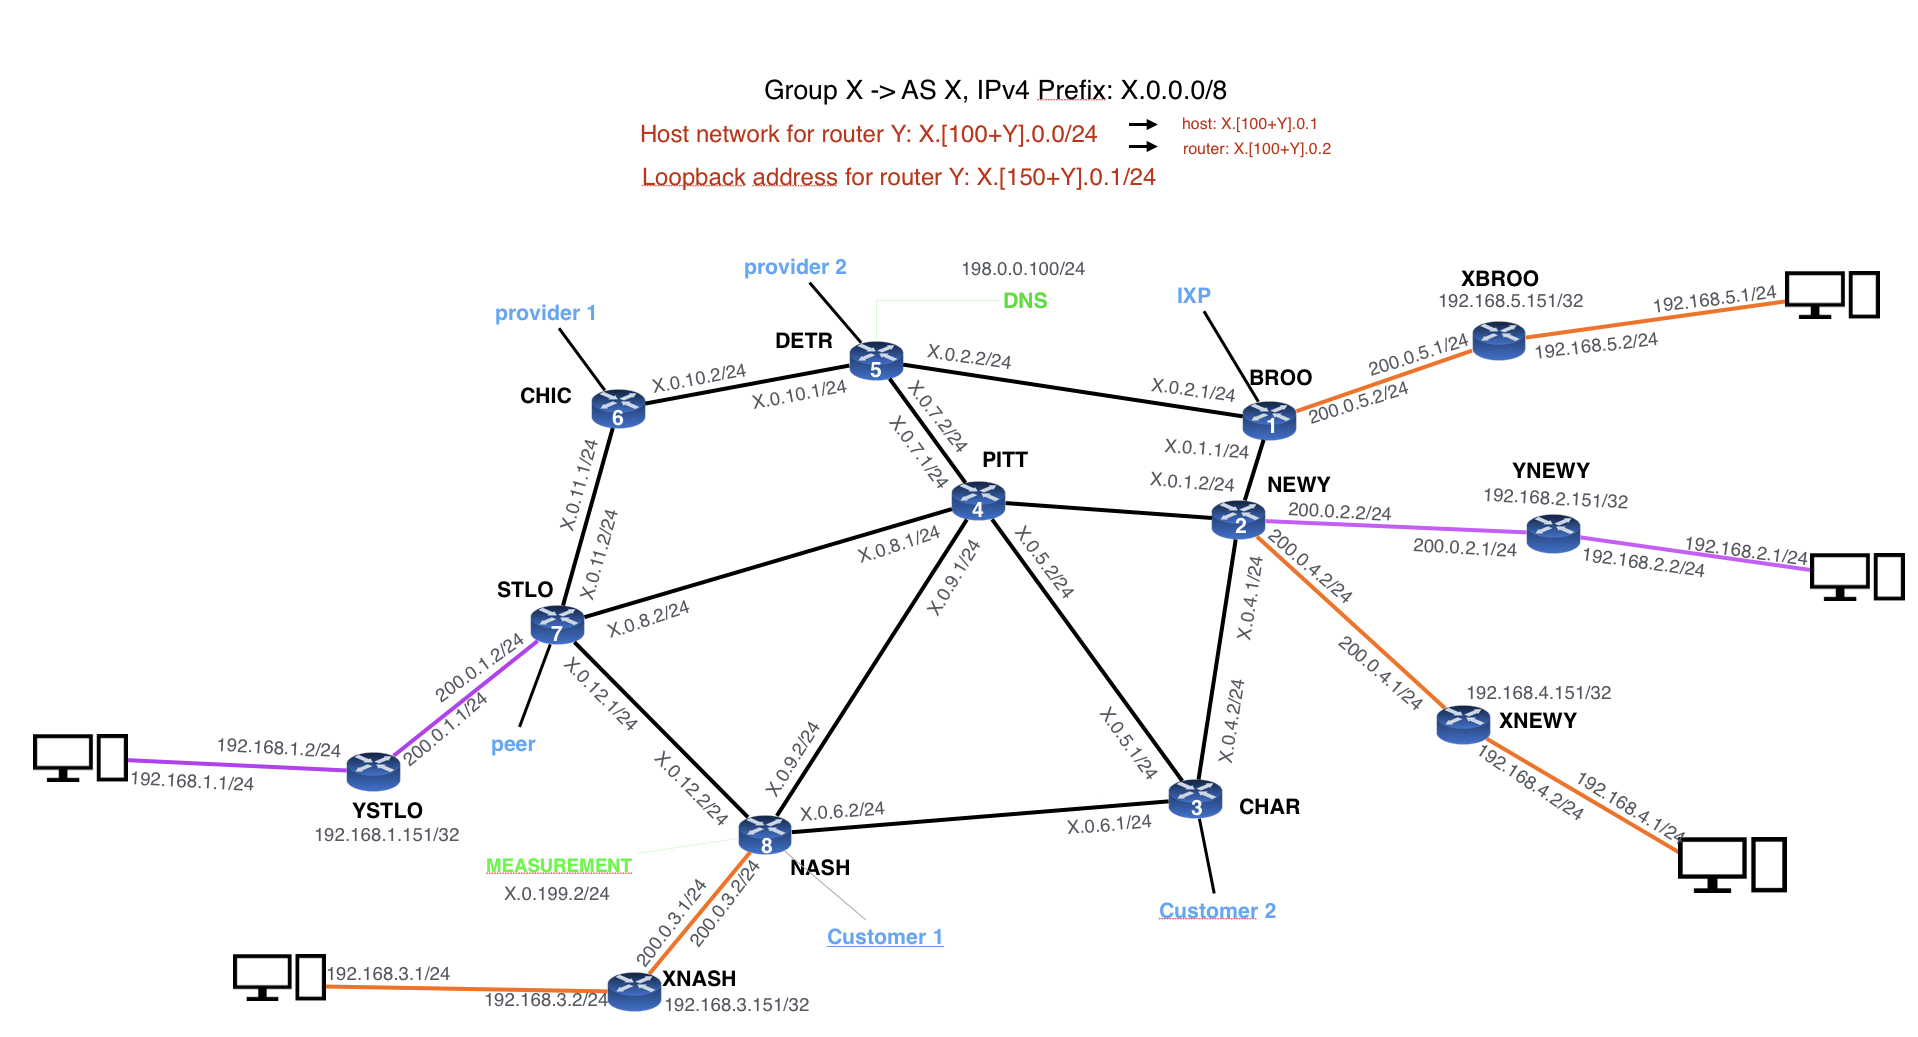 Group X -> AS X, IPv4 Prefix: X.0.0.0/8
Host network for router Y: X.[100+Y].0.0/24
host: X.[100+Y].0.1
router: X.[100+Y].0.2
Loopback address for router Y: X.[150+Y].0.1/24
provider 2
198.0.0.100/24
DNS
IXP
provider 1
XBROO
192.168.5.151/32
192.168.5.1/24
192.168.5.2/24
200.0.5.1/24
200.0.5.2/24
DETR
5
X.0.2.2/24
X.0.2.1/24
BROO
1
CHIC
6
X.0.10.2/24
X.0.10.1/24
X.0.7.2/24
X.0.7.1/24
X.0.1.1/24
X.0.1.2/24
PITT
4
NEWY
2
YNEWY
192.168.2.151/32
200.0.2.2/24
200.0.2.1/24
192.168.2.1/24
192.168.2.2/24
X.0.11.1/24
X.0.11.2/24
X.0.8.1/24
X.0.8.2/24
X.0.9.1/24
X.0.5.2/24
X.0.4.1/24
200.0.4.2/24
200.0.4.1/24
STLO
7
200.0.1.2/24
200.0.1.1/24
X.0.12.1/24
X.0.12.2/24
peer
192.168.4.151/32
XNEWY
192.168.4.2/24
192.168.4.1/24
X.0.4.2/24
X.0.5.1/24
X.0.9.2/24
192.168.1.2/24
192.168.1.1/24
YSTLO
192.168.1.151/32
X.0.6.2/24
X.0.6.1/24
3
CHAR
8
NASH
MEASUREMENT
X.0.199.2/24
200.0.3.1/24
200.0.3.2/24
Customer 1
Customer 2
192.168.3.1/24
192.168.3.2/24
XNASH
192.168.3.151/32